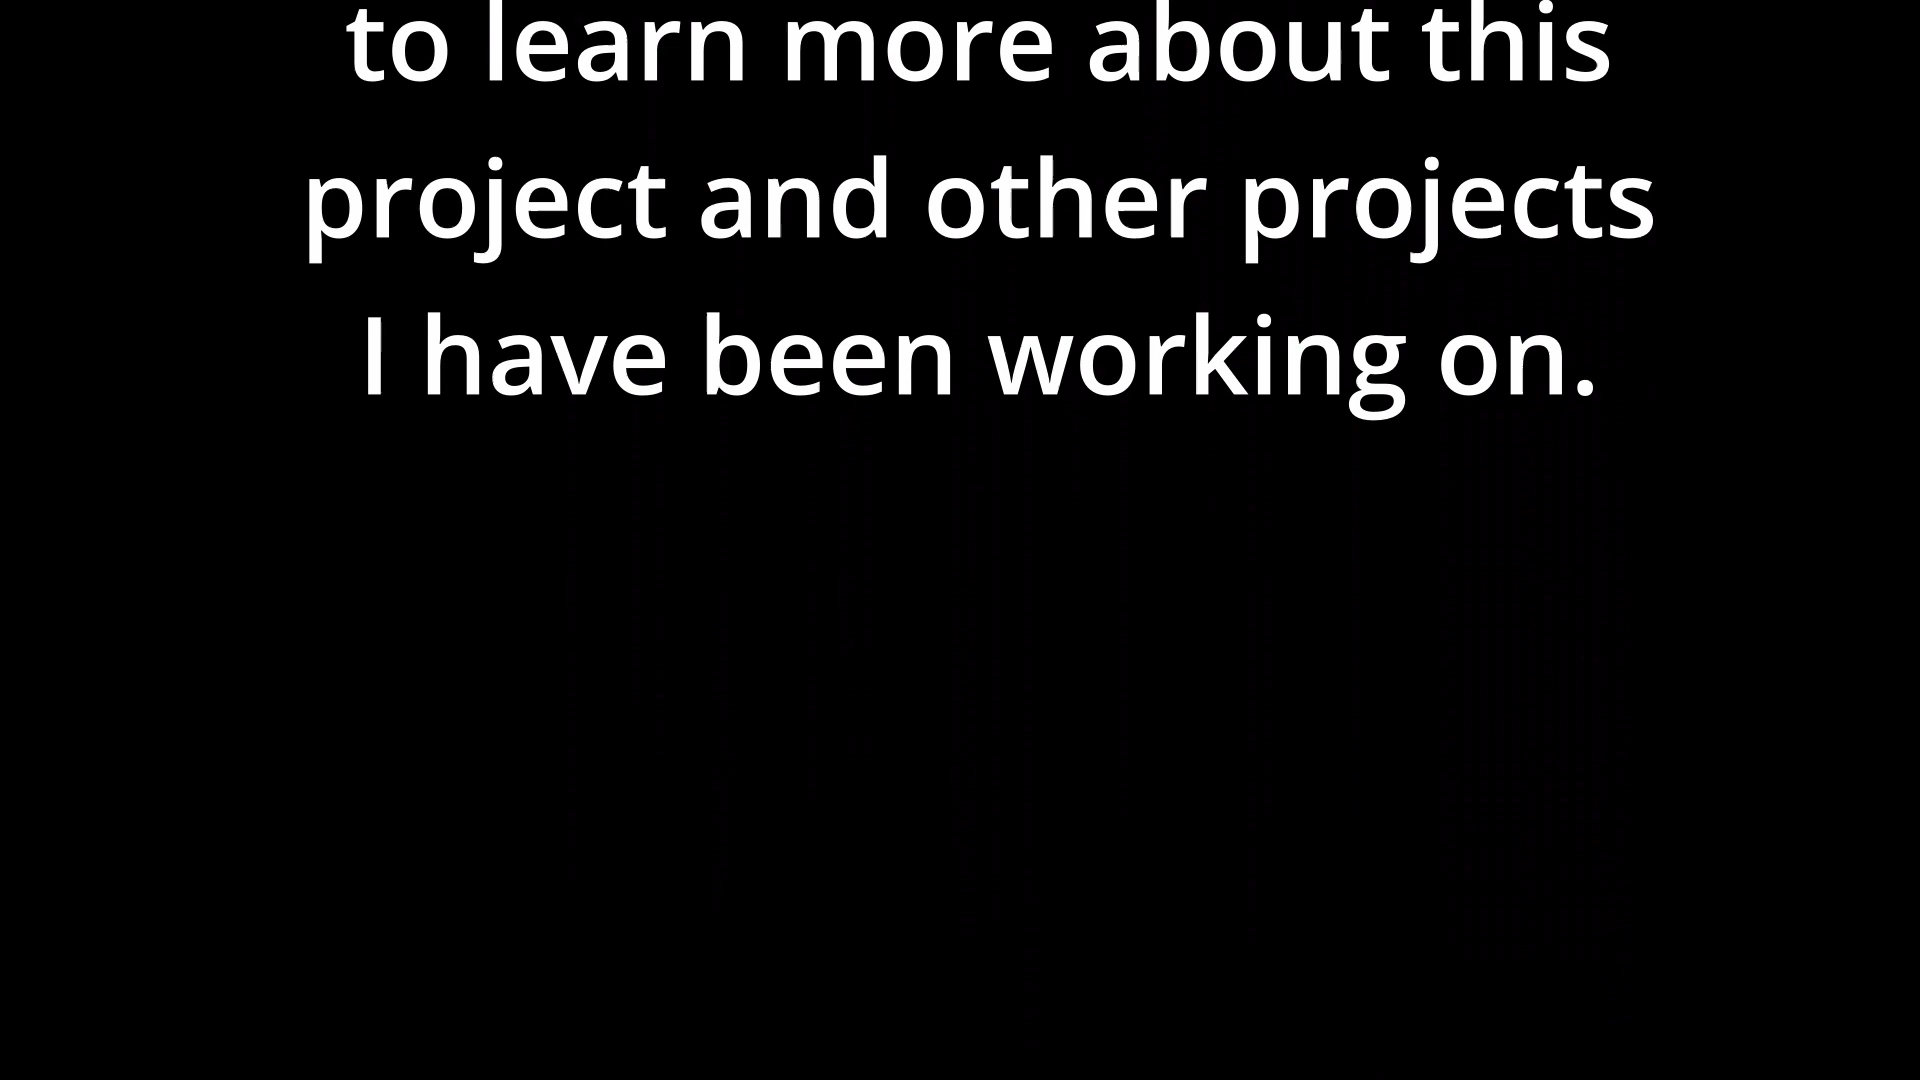 to learn more about this
project and other projects
I have been working on.